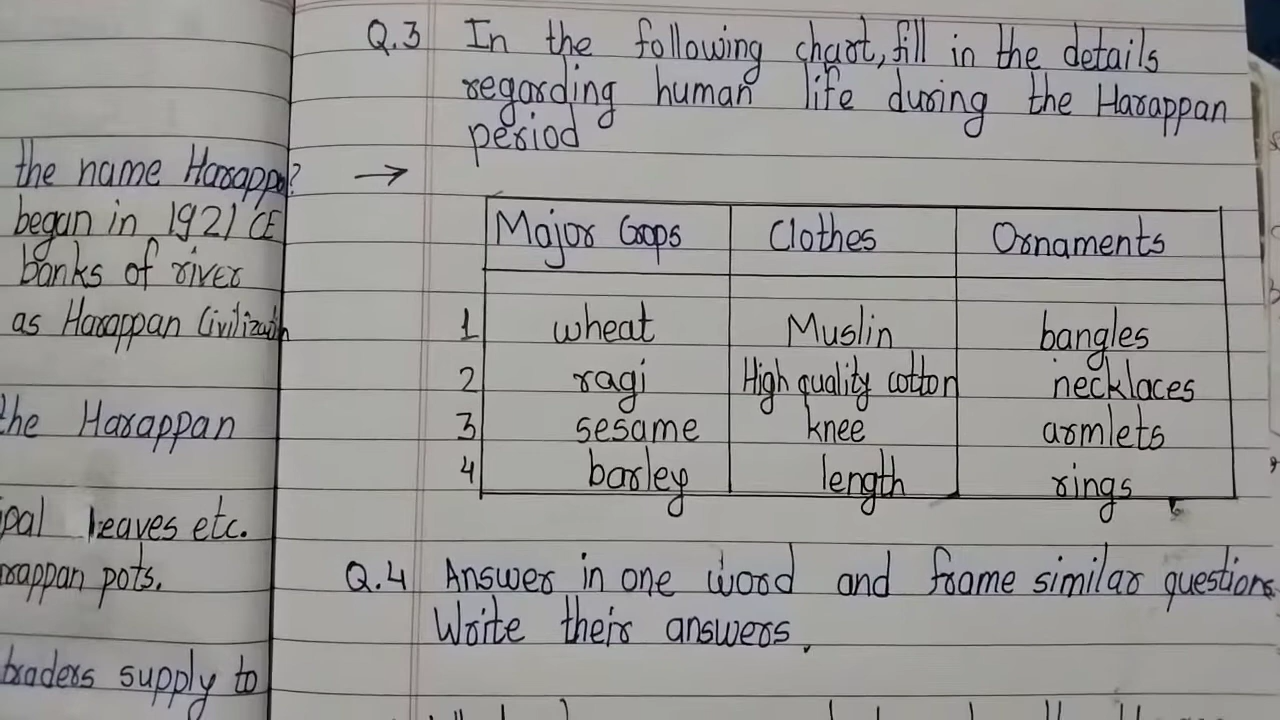 the name Harappa?
began in 1921 CE
banks of river
as Harappan Civilizatn
the Harappan
leaves etc.
pots.
traders supply to
Q.3 In the following chart, fill in the details
regarding human life during the Harappan
period
→
Major Crops Clothes Ornaments
1 wheat Muslin bangles
2 ragi High quality cotton necklaces
3 sesame knee armlets
4 barley length rings
Q.4 Answer in one word and frame similar questions
Write their answers.